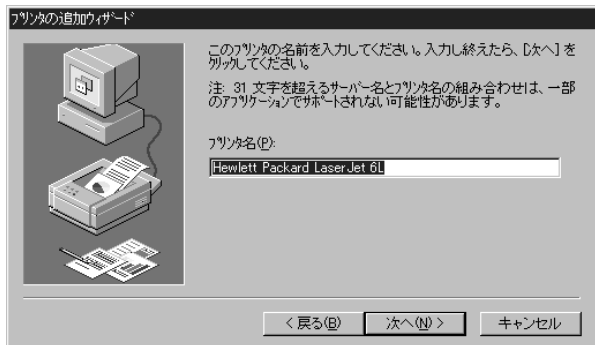 プリンタの追加ウィザード
このプリンタの名前を入力してください。入力し終えたら、[次へ] を
クリックしてください。
注: 31 文字を超えるサーバー名とプリンタ名の組み合わせは、一部
のアプリケーションでサポートされない可能性があります。
プリンタ名(P):
Hewlett Packard LaserJet 6L
< 戻る(B)
次へ(N) >
キャンセル